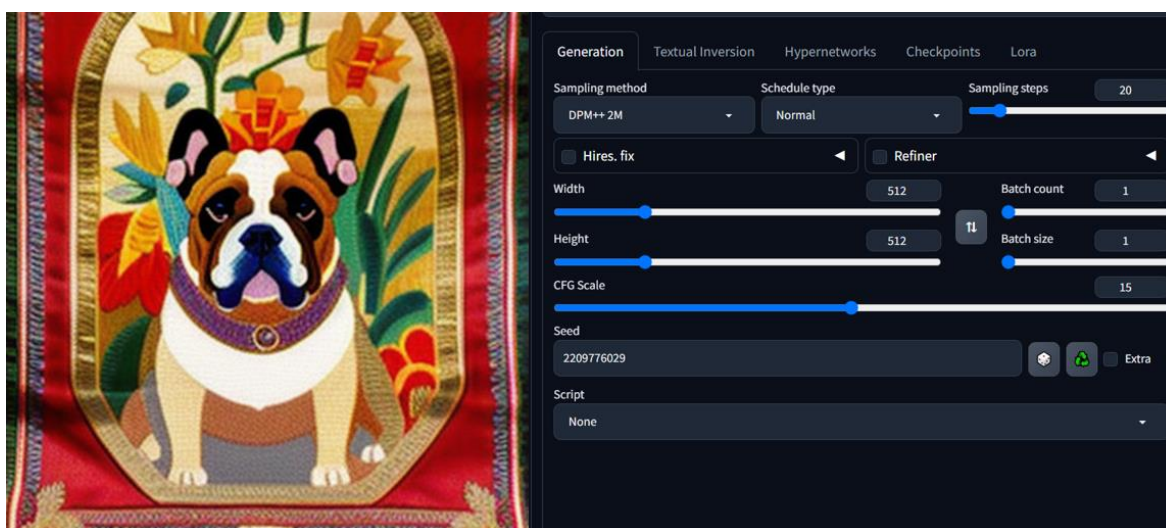 Generation Textual Inversion Hypernetworks Checkpoints Lora
Sampling method Schedule type Sampling steps 20
DPM++ 2M Normal
Hires. fix Refiner
Width 512 Batch count 1
Height 512 Batch size 1
CFG Scale 15
Seed
2209776029 Extra
Script
None